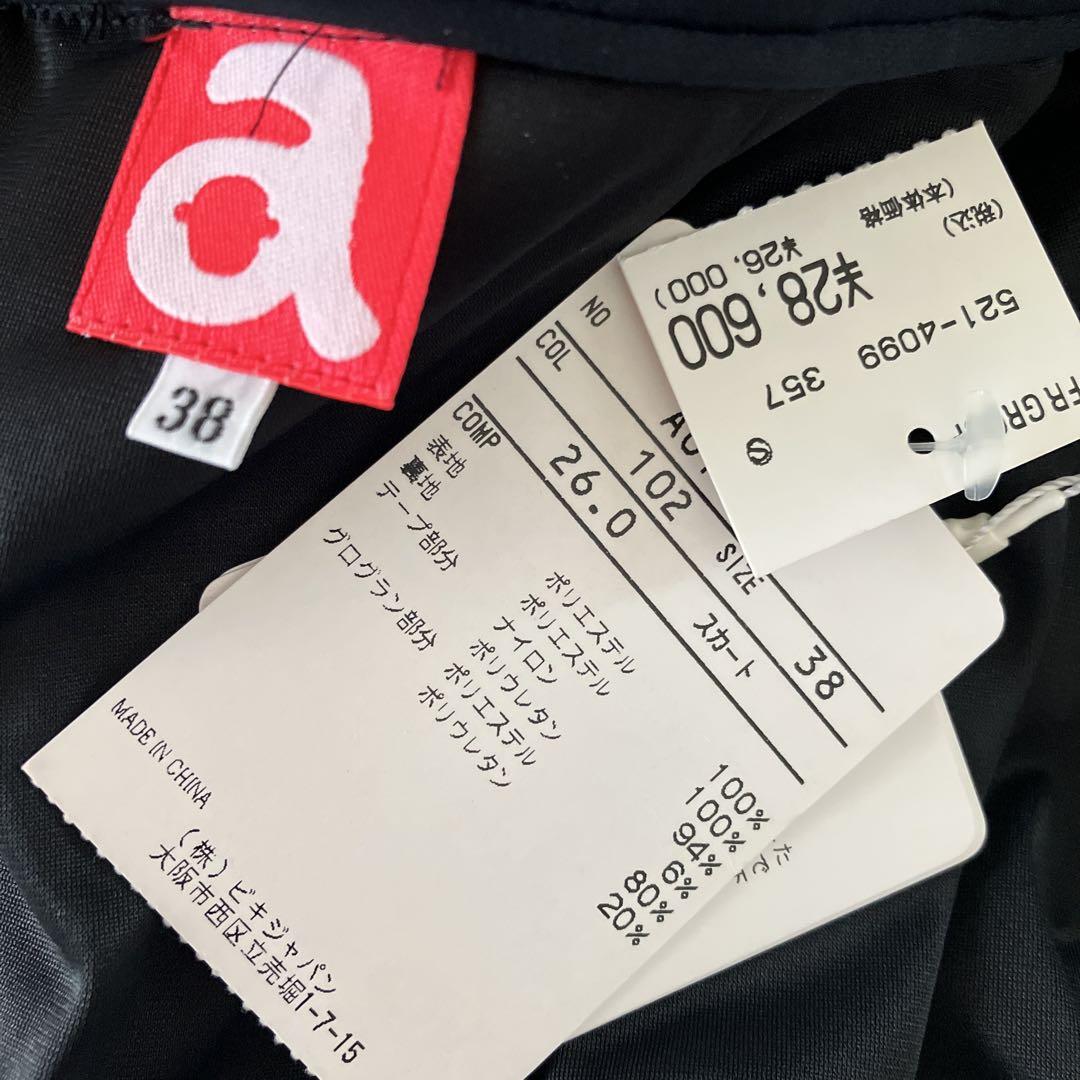 a
38
FR GR
521-4099 357
¥28,600
(税込)
(本体価格
¥26,000)
NO
COL 102 SIZE 38
26.0 スカート
COMP
表地 ポリエステル 100%
裏地 ポリエステル 100%
テープ部分 ナイロン 94%
ポリウレタン 6%
グログラン部分 ポリエステル 80%
ポリウレタン 20%
MADE IN CHINA
(株)ビキジャパン
大阪市西区立売堀1-7-15